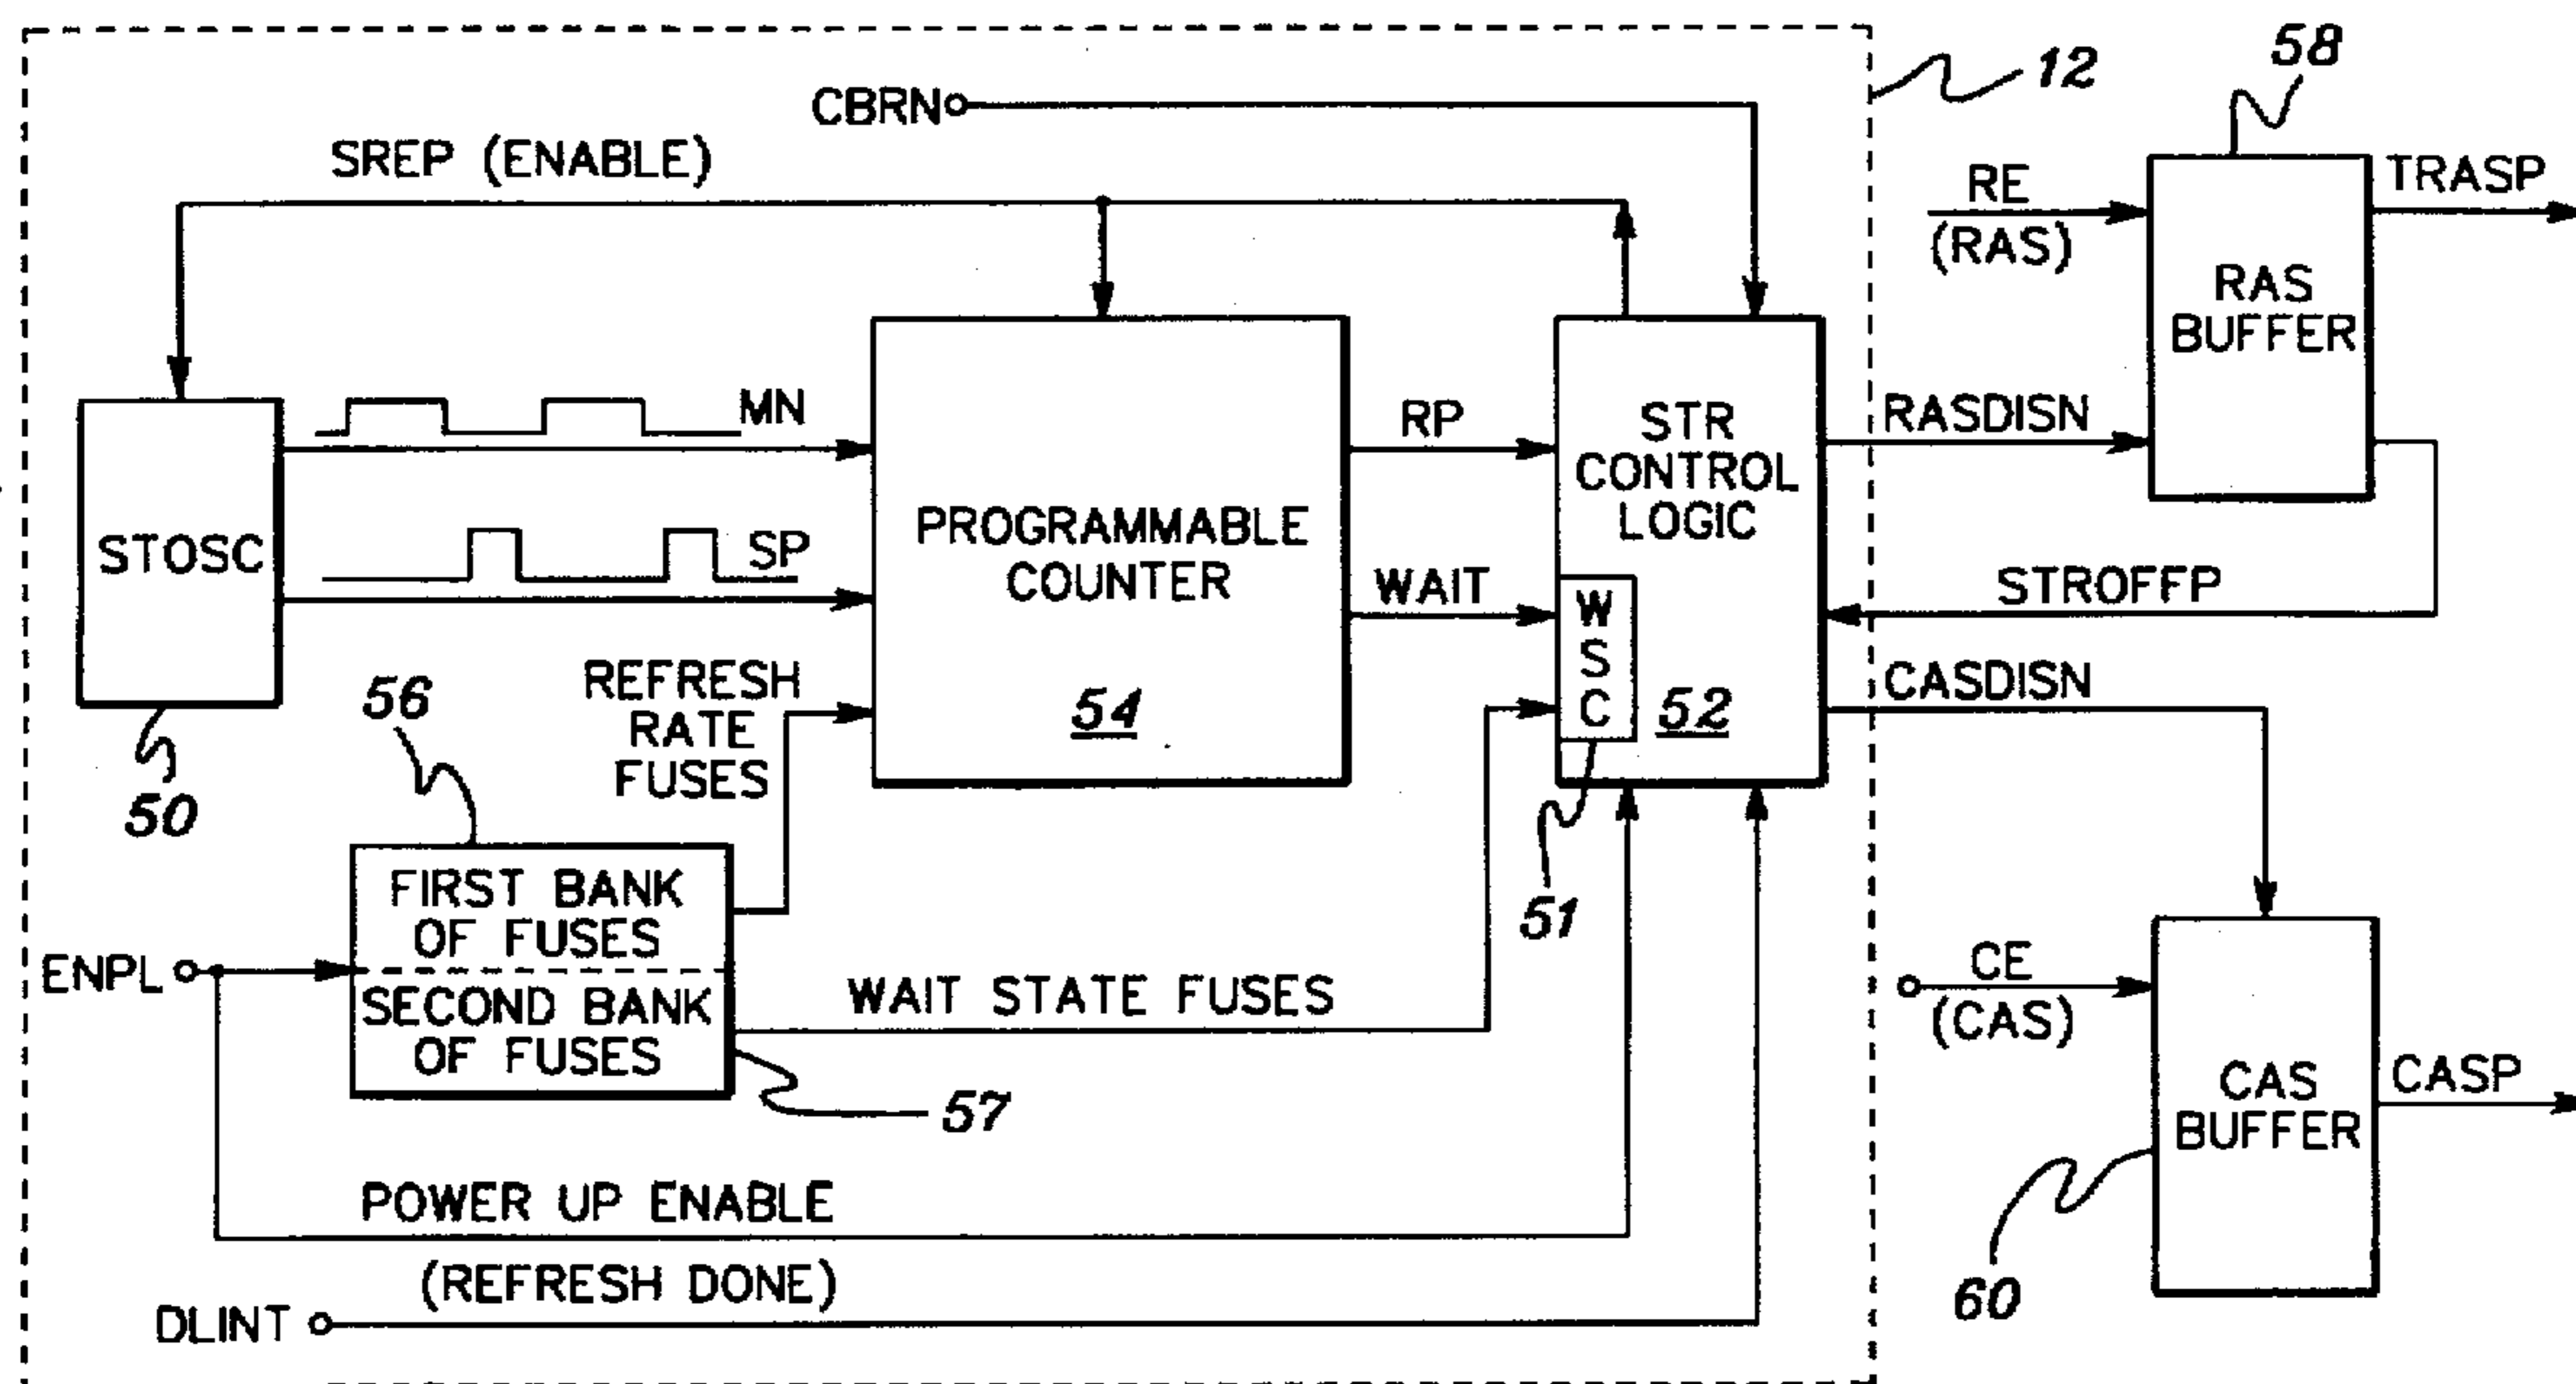 CBRN
12
58
SREP (ENABLE)
RE
(RAS)
TRASP
RAS
BUFFER
MN
SP
STOSC
50
PROGRAMMABLE
COUNTER
54
RP
WAIT
STR
CONTROL
LOGIC
W
S
C
52
51
RASDISN
STROFFP
CASDISN
REFRESH
RATE
FUSES
56
FIRST BANK
OF FUSES
SECOND BANK
OF FUSES
57
ENPL
WAIT STATE FUSES
CE
(CAS)
CAS
BUFFER
CASP
60
POWER UP ENABLE
(REFRESH DONE)
DLINT